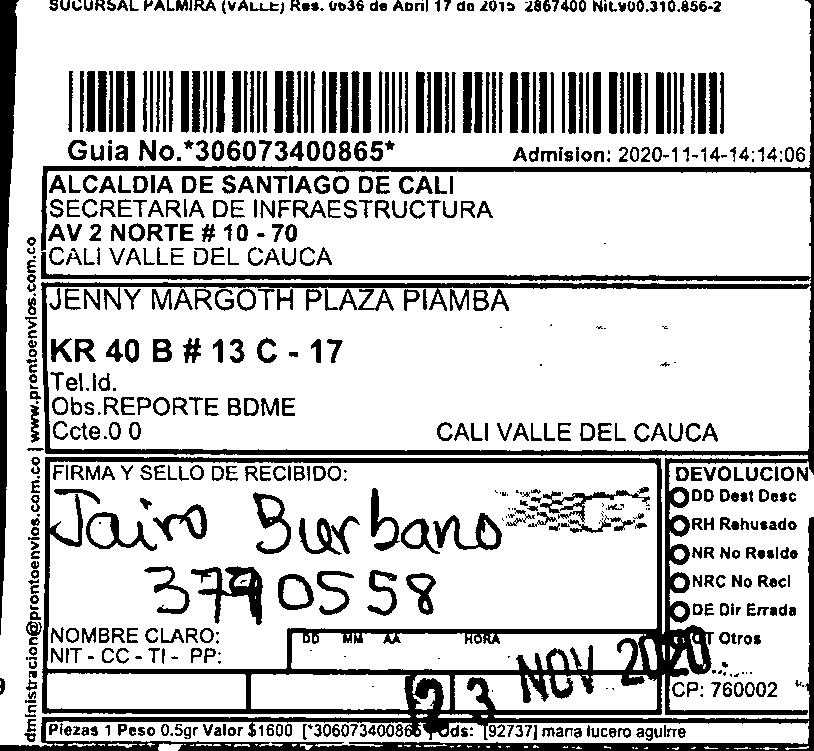 SUCURSAL PALMIRA (VALLE) Res. 0636 de Abril 17 de 2015 2867400 Nit.900.310.856-2
Guia No.*306073400865*
Admision: 2020-11-14-14:14:06
ALCALDIA DE SANTIAGO DE CALI
SECRETARIA DE INFRAESTRUCTURA
AV 2 NORTE # 10 - 70
CALI VALLE DEL CAUCA
JENNY MARGOTH PLAZA PIAMBA
KR 40 B # 13 C - 17
Tel.Id.
Obs.REPORTE BDME
Ccte.0 0
CALI VALLE DEL CAUCA
dministracion@prontoenvios.com.co | www.prontoenvios.com.co
FIRMA Y SELLO DE RECIBIDO:
Jairo Burbano
3790558
NOMBRE CLARO:
NIT - CC - TI - PP:
DD MM AA HORA
23 NOV 2020
DEVOLUCION
DD Dest Desc
RH Rehusado
NR No Reside
NRC No Recl
DE Dir Errada
OT Otros
CP: 760002
Piezas 1 Peso 0.5gr Valor $1600 [*306073400865 Uds: [92737] maria lucero aguirre